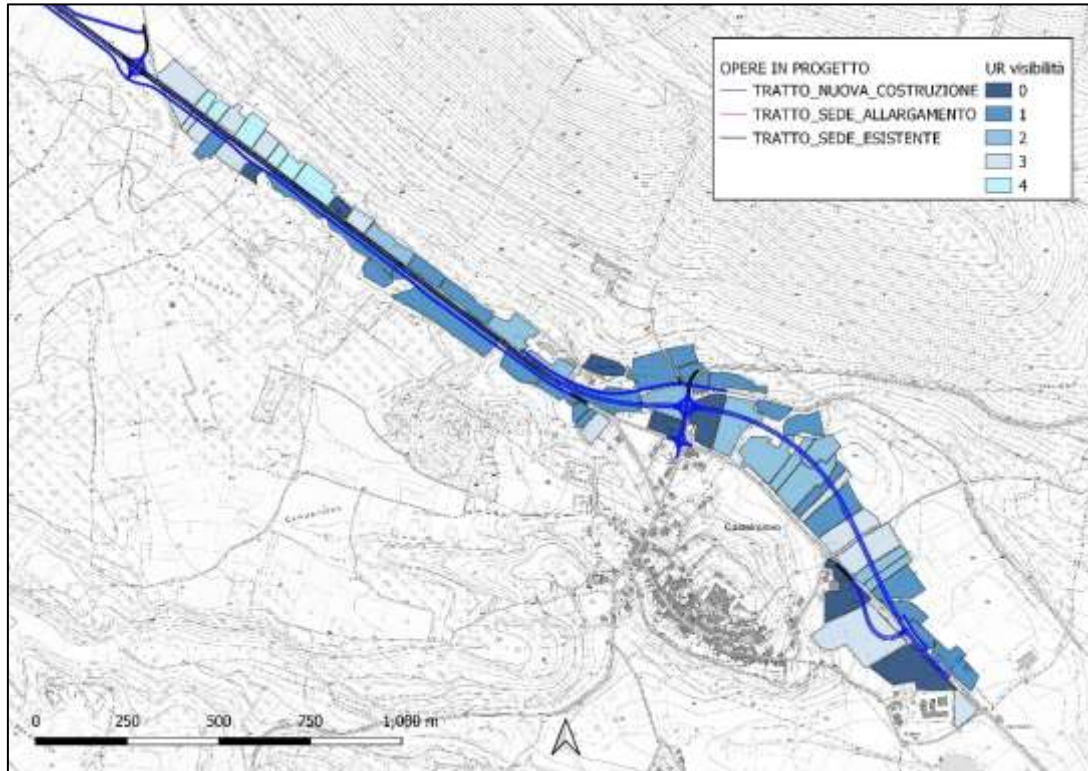 OPERE IN PROGETTO
TRATTO_NUOVA_COSTRUZIONE
TRATTO_SEDE_ALLARGAMENTO
TRATTO_SEDE_ESISTENTE
UR visibilità
0
1
2
3
4
0 250 500 750 1,000 m